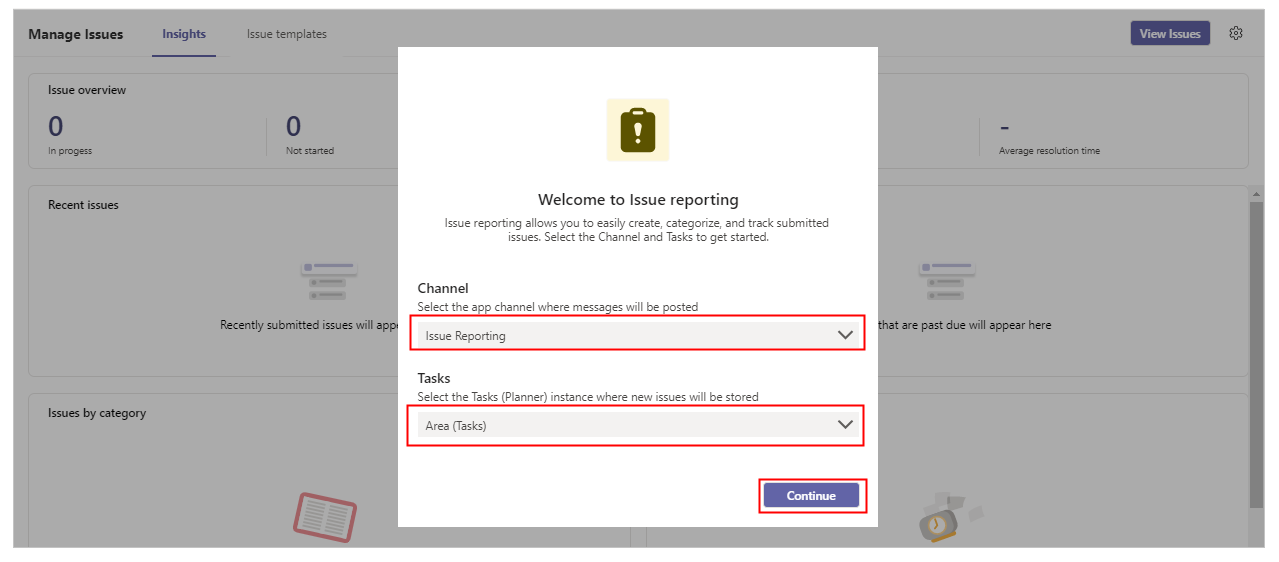 Manage Issues
Insights
Issue templates
View Issues
Issue overview
0
In progess
0
Not started
-
Average resolution time
Welcome to Issue reporting
Issue reporting allows you to easily create, categorize, and track submitted
issues. Select the Channel and Tasks to get started.
Recent issues
Recently submitted issues will appe
that are past due will appear here
Channel
Select the app channel where messages will be posted
Issue Reporting
Tasks
Select the Tasks (Planner) instance where new issues will be stored
Area (Tasks)
Issues by category
Continue